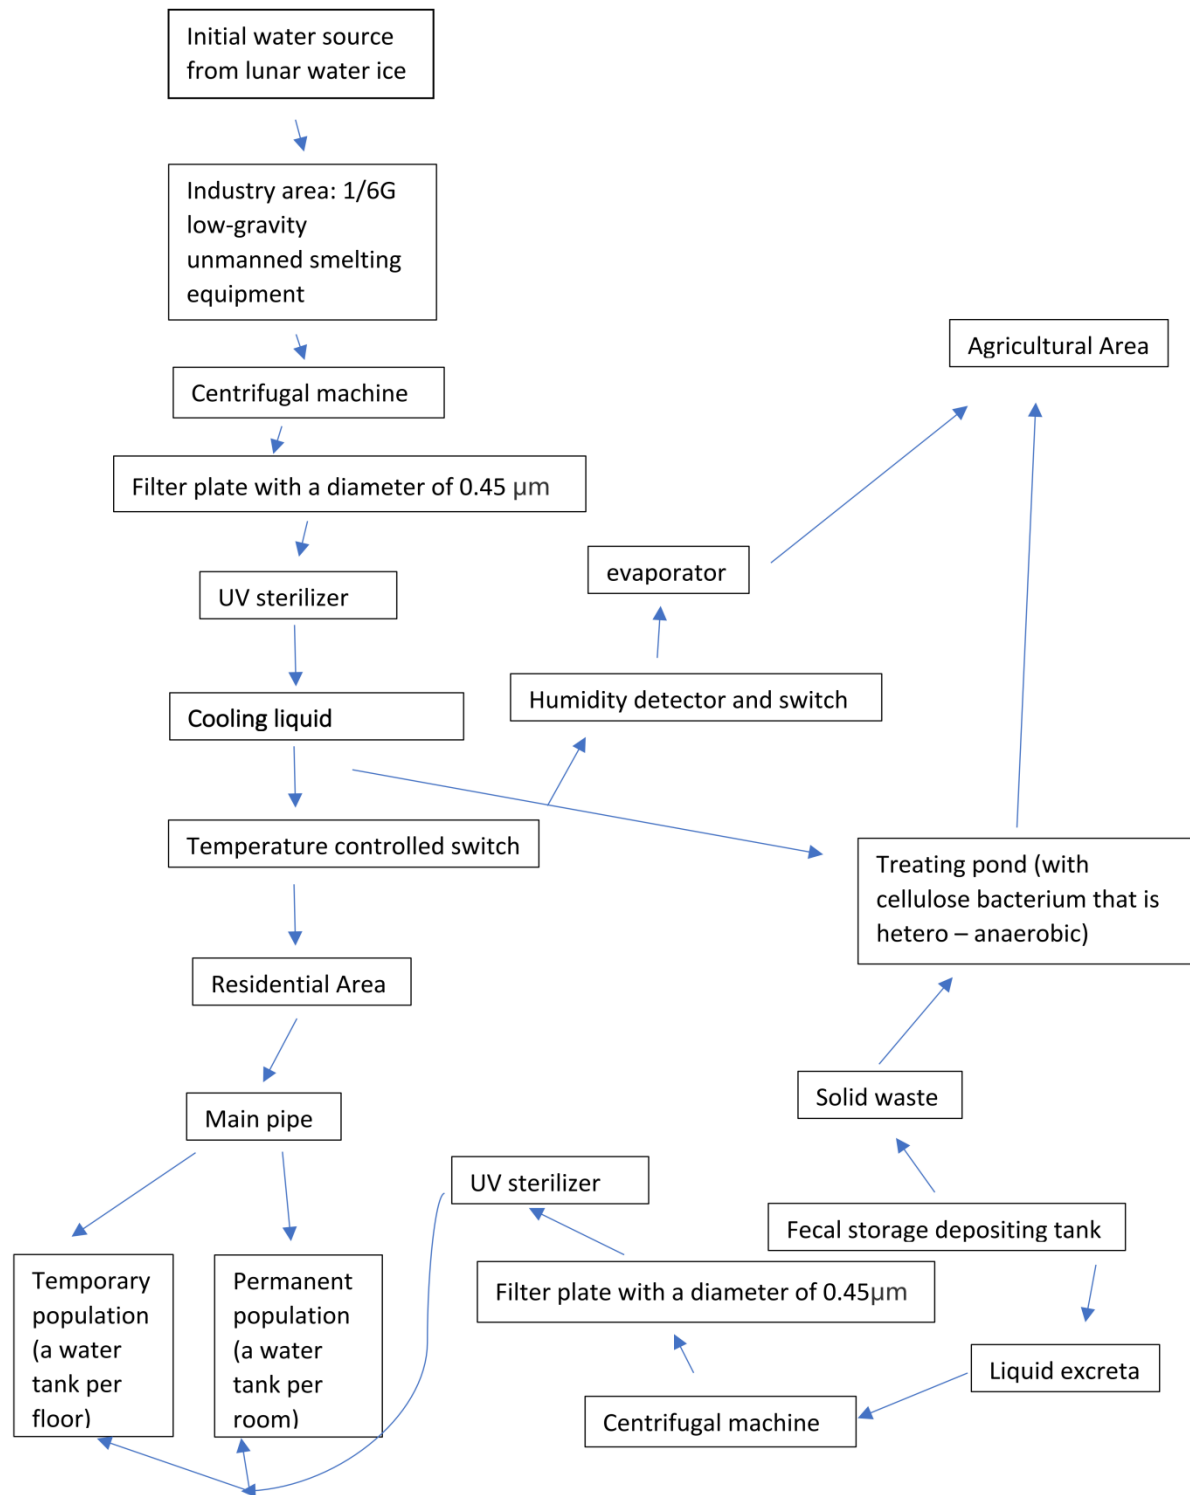 Initial water source
from lunar water ice
Industry area: 1/6G
low-gravity
unmanned smelting
equipment
Centrifugal machine
Filter plate with a diameter of 0.45 μm
UV sterilizer
Cooling liquid
Temperature controlled switch
Residential Area
Main pipe
Temporary
population
(a water
tank per
floor)
Permanent
population
(a water
tank per
room)
Agricultural Area
evaporator
Humidity detector and switch
Treating pond (with
cellulose bacterium that is
hetero – anaerobic)
Solid waste
Fecal storage depositing tank
Liquid excreta
Centrifugal machine
Filter plate with a diameter of 0.45μm
UV sterilizer